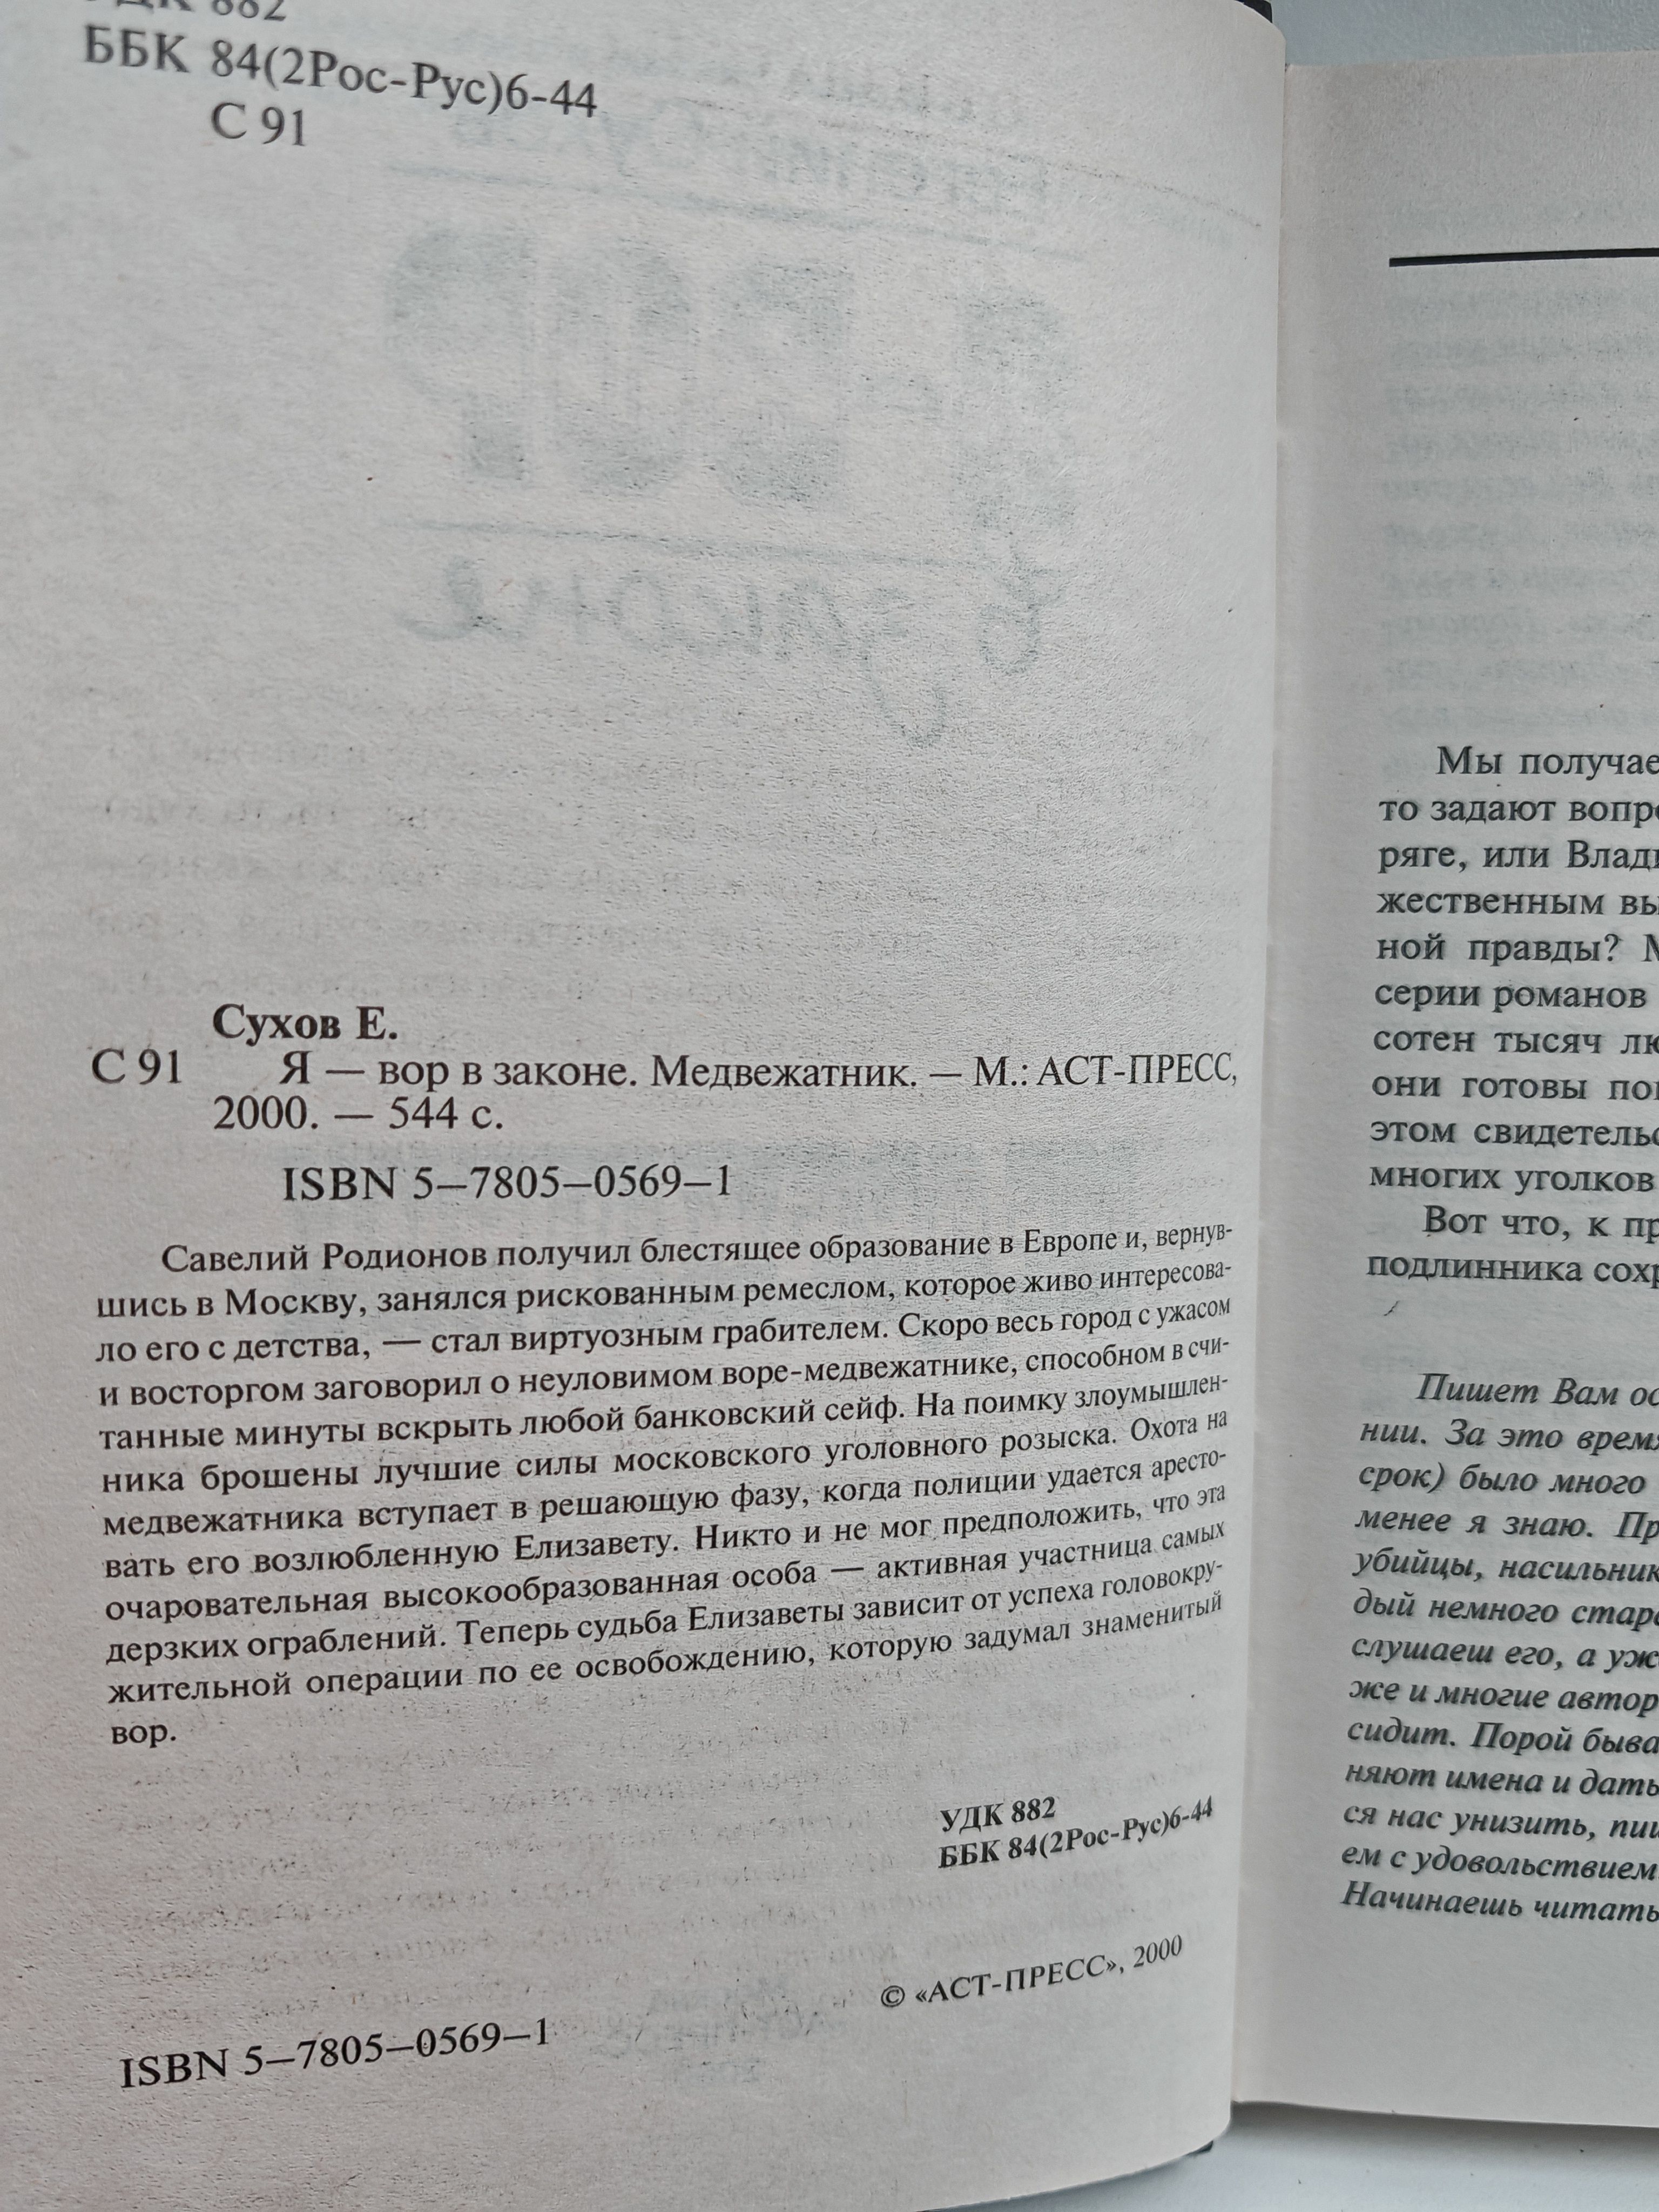 УДК 882
ББК 84(2Рос-Рус)6-44
С 91
Сухов Е.
С 91 Я — вор в законе. Медвежатник. — М.: АСТ-ПРЕСС,
2000. — 544 с.
ISBN 5–7805–0569–1
Савелий Родионов получил блестящее образование в Европе и, вернув-
шись в Москву, занялся рискованным ремеслом, которое живо интересова-
ло его с детства, — стал виртуозным грабителем. Скоро весь город с ужасом
и восторгом заговорил о неуловимом воре-медвежатнике, способном в счи-
танные минуты вскрыть любой банковский сейф. На поимку злоумышлен-
ника брошены лучшие силы московского уголовного розыска. Охота на
медвежатника вступает в решающую фазу, когда полиции удается аресто-
вать его возлюбленную Елизавету. Никто и не мог предположить, что эта
очаровательная высокообразованная особа — активная участница самых
дерзких ограблений. Теперь судьба Елизаветы зависит от успеха головокру-
жительной операции по ее освобождению, которую задумал знаменитый
вор.
УДК 882
ББК 84(2Рос-Рус)6-44
© «АСТ-ПРЕСС», 2000
ISBN 5–7805–0569–1
Мы получае
то задают вопр
ряге, или Влад
жественным вы
ной правды?
серии романов
сотен тысяч лю
они готовы по
этом свидетельс
многих уголков
Вот что, к пр
подлинника сохр
Пишет Вам ос
нии. За это врем
срок) было много
менее я знаю. Пр
убийцы, насильник
дый немного стар
слушаеш его, а уж
же и многие автор
сидит. Порой быва
няют имена и дать
ся нас унизить, пи
ем с удовольствием
Начинаешь читать